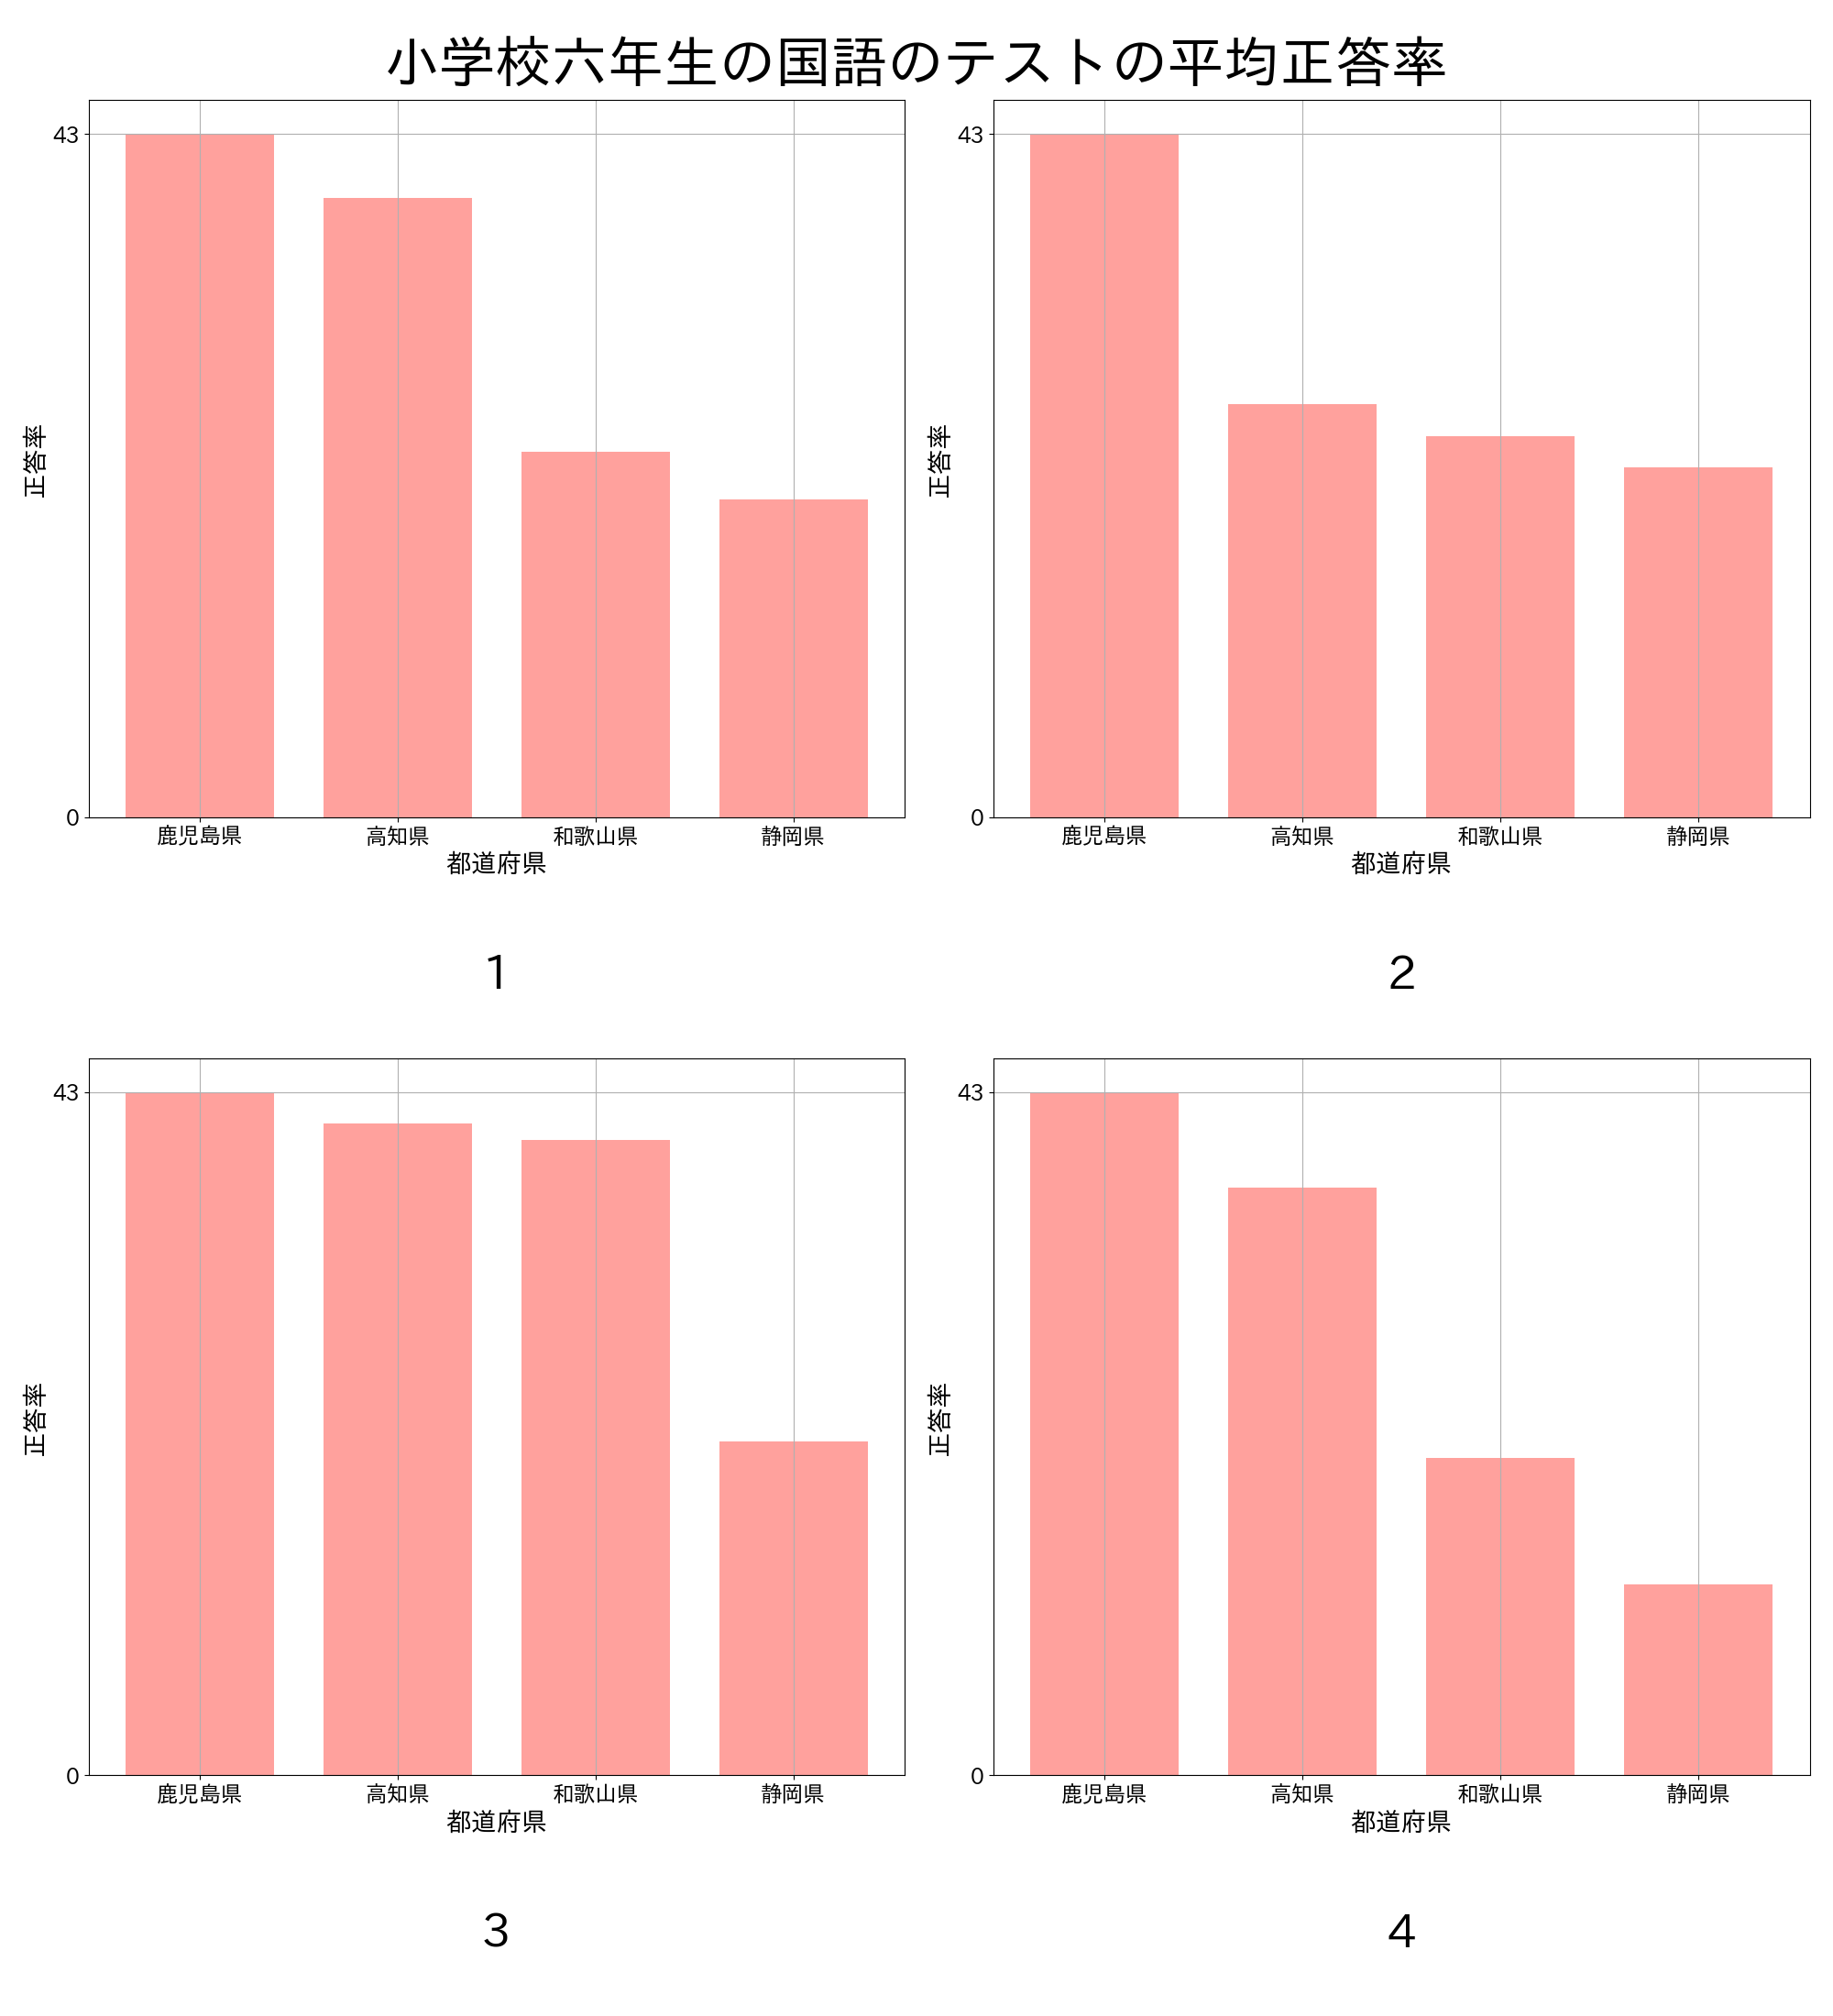 小学校六年生の国語のテストの平均正答率
43
0
正答率
鹿児島県 高知県 和歌山県 静岡県
都道府県
1
43
0
正答率
鹿児島県 高知県 和歌山県 静岡県
都道府県
2
43
0
正答率
鹿児島県 高知県 和歌山県 静岡県
都道府県
3
43
0
正答率
鹿児島県 高知県 和歌山県 静岡県
都道府県
4